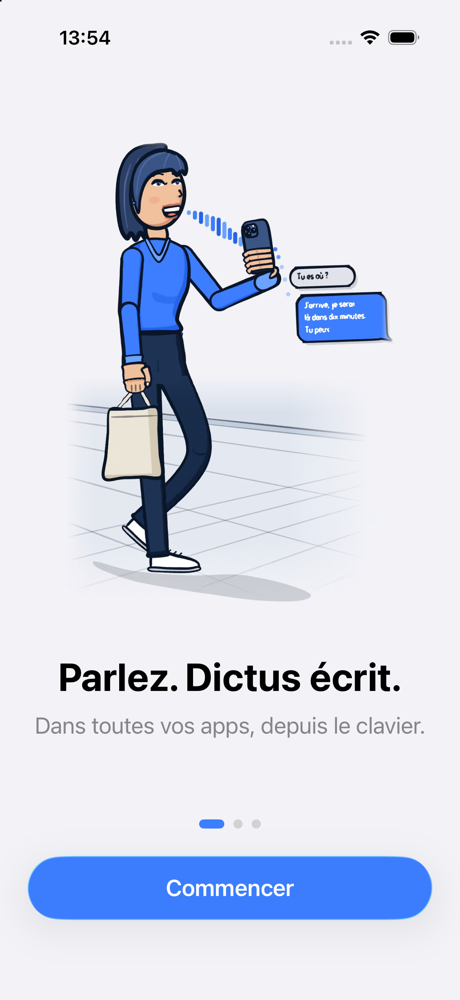 13:54
Tu es où ?
J'arrive, je serai
là dans dix minutes.
Tu peux
Parlez. Dictus écrit.
Dans toutes vos apps, depuis le clavier.
Commencer